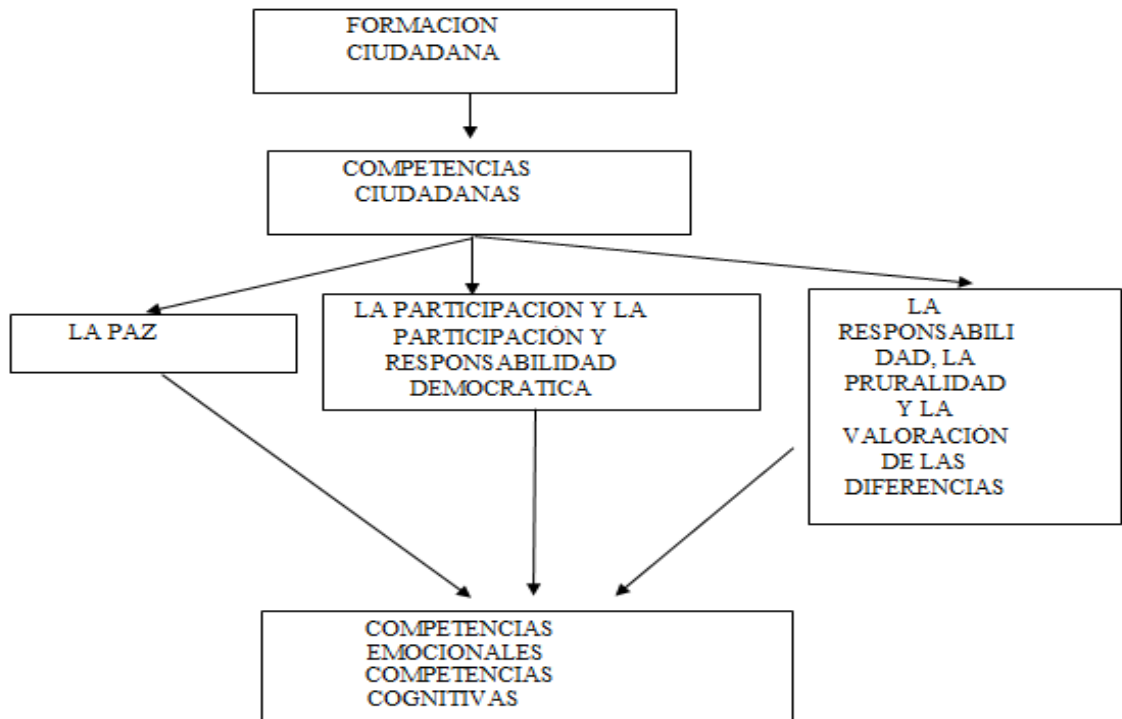 FORMACION
CIUDADANA
COMPETENCIAS
CIUDADANAS
LA PAZ
LA PARTICIPACION Y LA
PARTICIPACIÓN Y
RESPONSABILIDAD
DEMOCRATICA
LA
RESPONSABILI
DAD, LA
PRURALIDAD
Y LA
VALORACIÓN
DE LAS
DIFERENCIAS
COMPETENCIAS
EMOCIONALES
COMPETENCIAS
COGNITIVAS